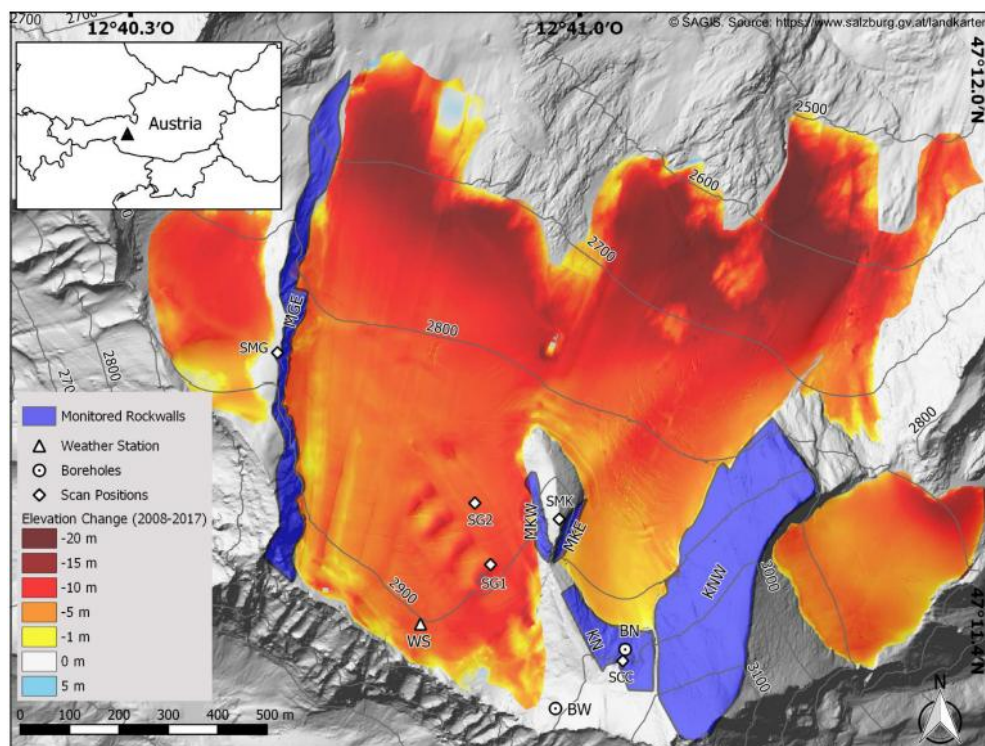 © SAGIS. Source: https://www.salzburg.gv.at/landkarten
2700
2700
12°40.3'O
12°41.0'O
47°12.0'N
Austria
2500
2600
2700
MGE
2800
SMG
2800
2800
Monitored Rockwalls
Weather Station
Boreholes
Scan Positions
Elevation Change (2008-2017)
-20 m
-15 m
-10 m
-5 m
-1 m
0 m
5 m
SG2
SMK
MKW
MKE
SG1
KNW
3000
2900
WS
KN
BN
SCC
47°11.4'N
3100
BW
N
0 100 200 300 400 500 m